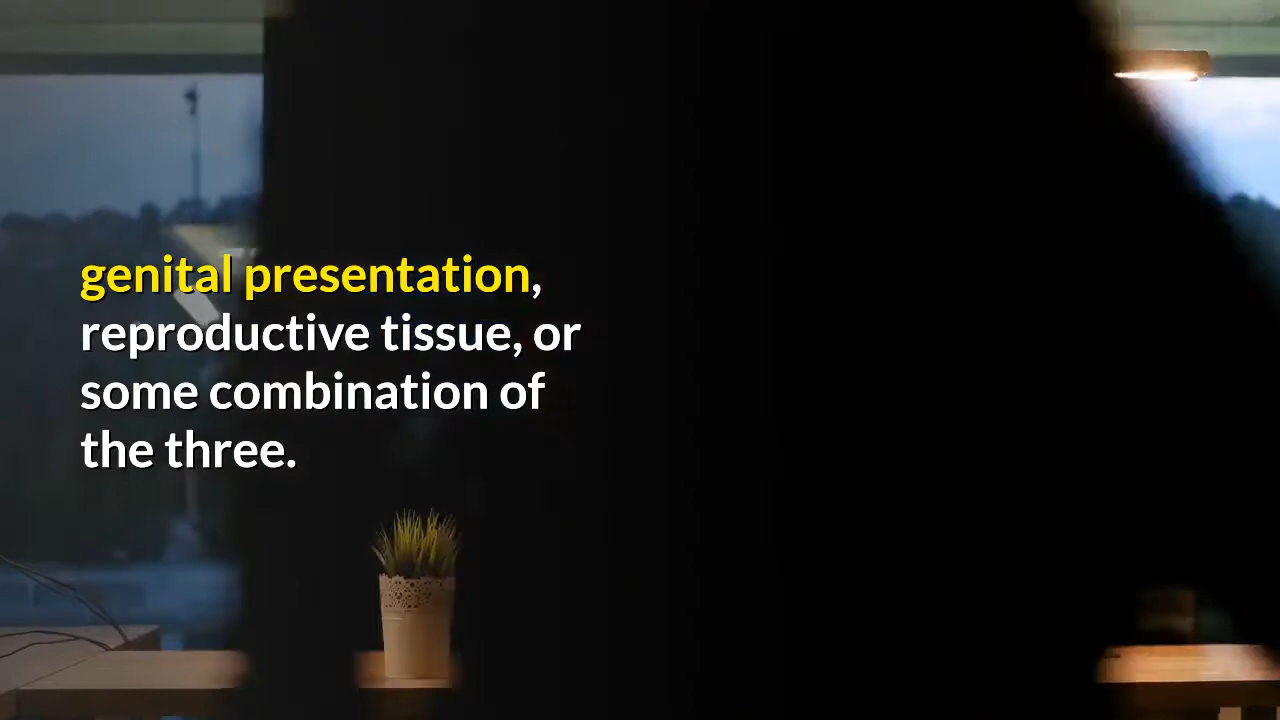 genital presentation,
reproductive tissue, or
some combination of
the three.